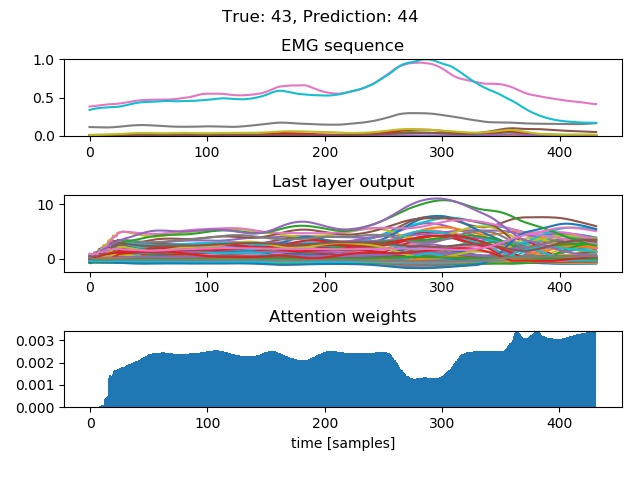 True: 43, Prediction: 44
EMG sequence
1.0
0.5
0.0
0 100 200 300 400
Last layer output
10
0
0 100 200 300 400
Attention weights
0.003
0.002
0.001
0.000
0 100 200 300 400
time [samples]